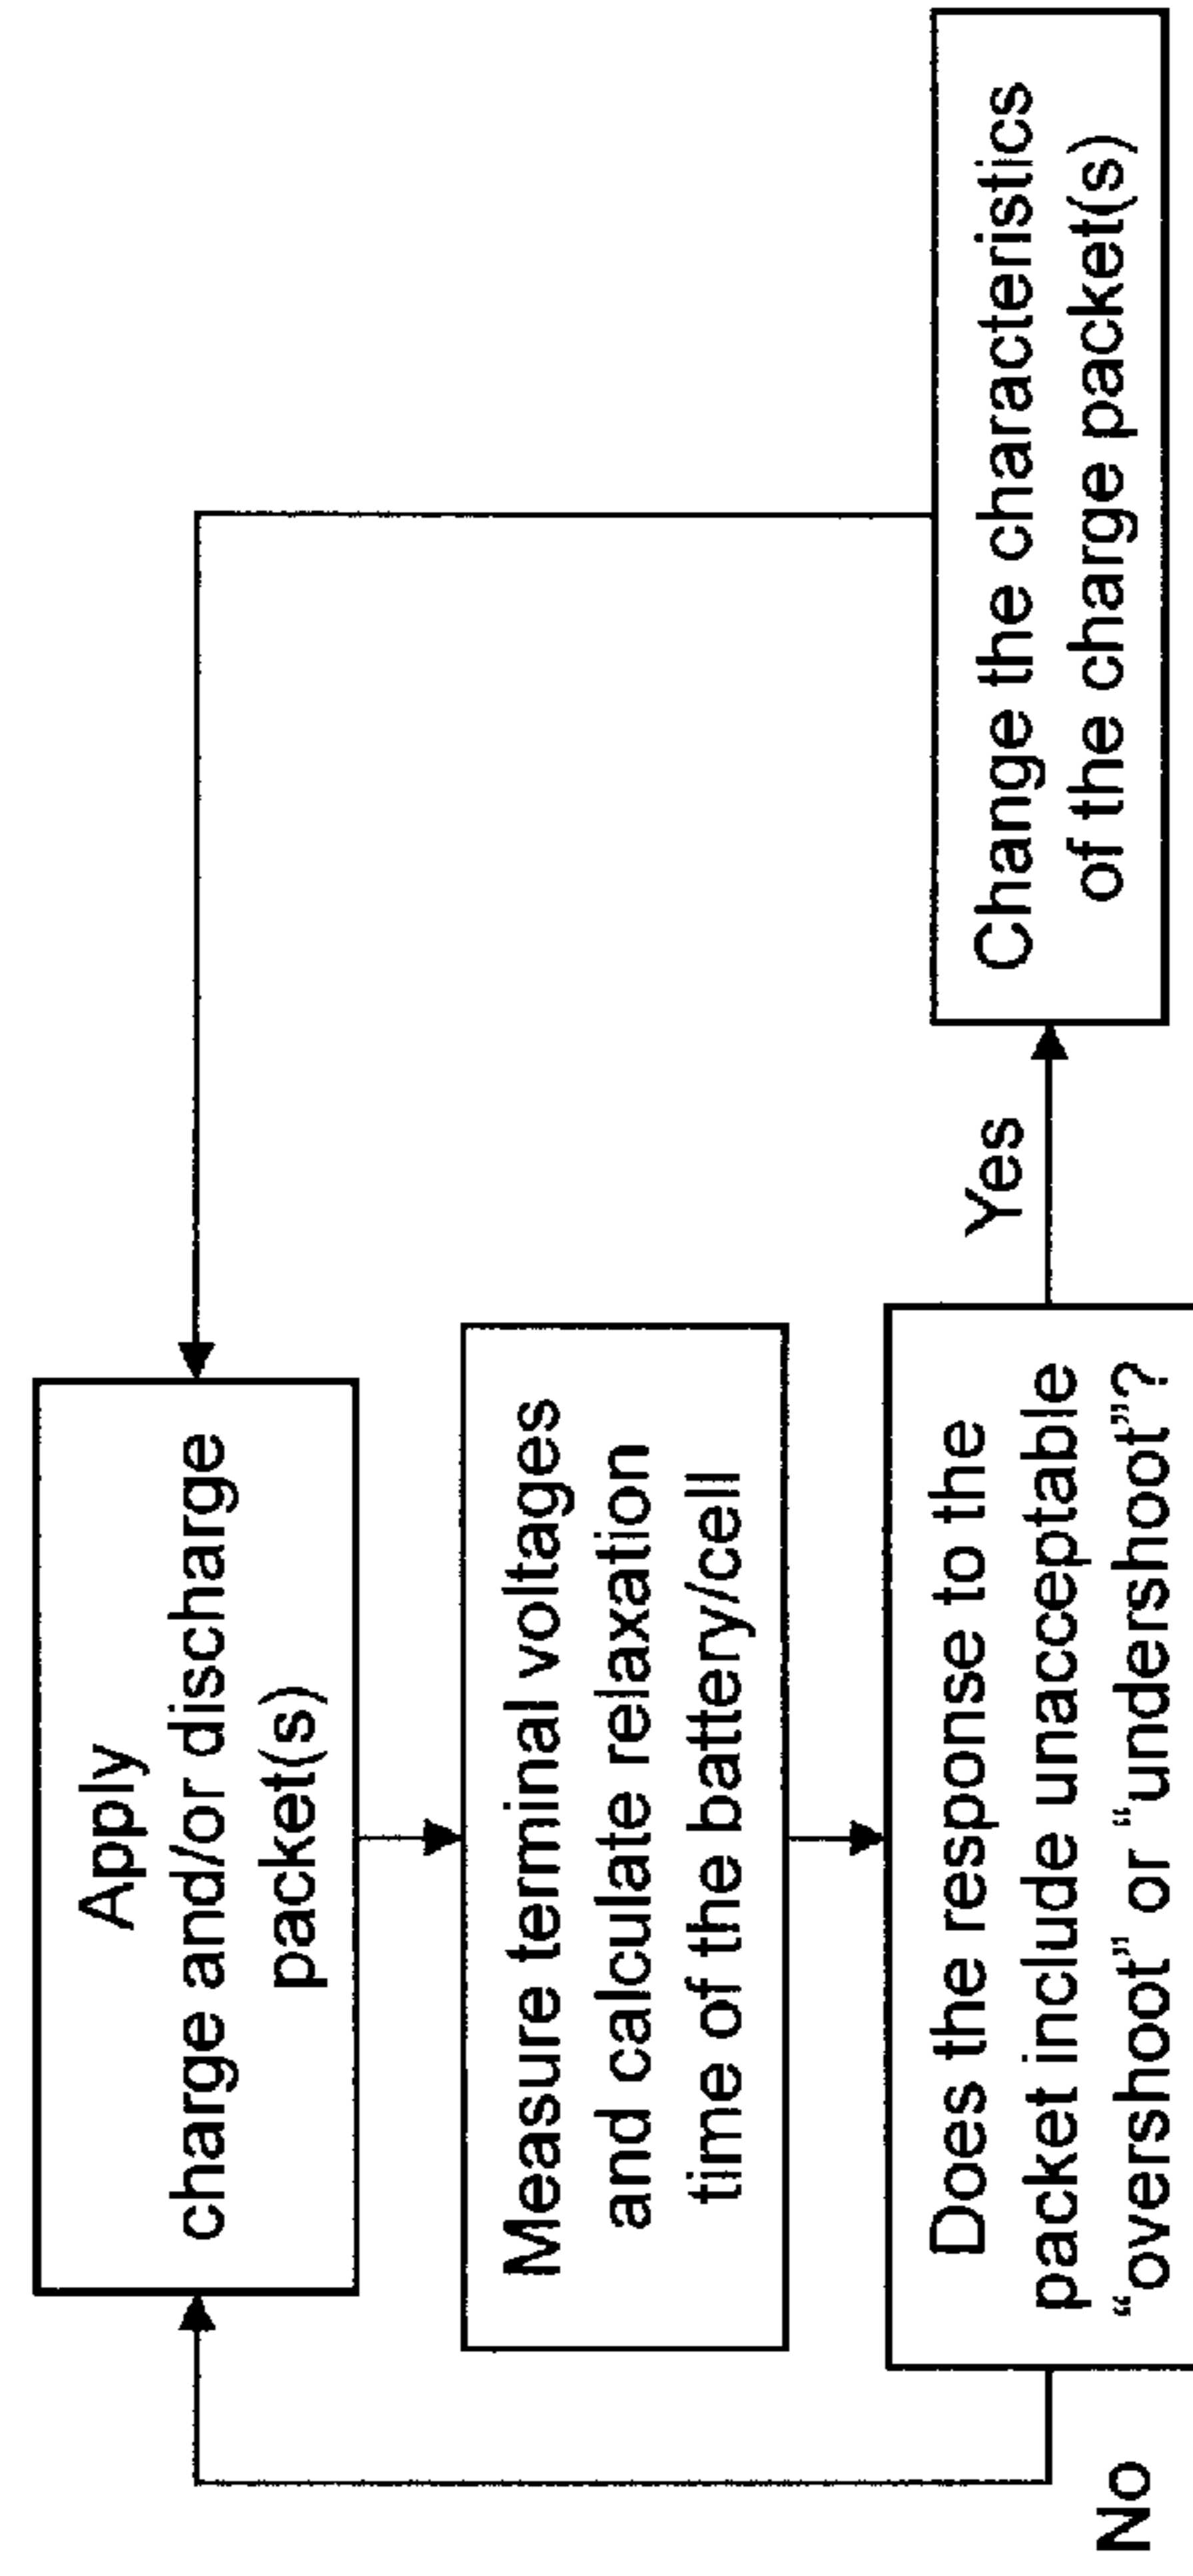 Apply
charge and/or discharge
packet(s)
Measure terminal voltages
and calculate relaxation
time of the battery/cell
Does the response to the
packet include unacceptable
“overshoot” or “undershoot”?
No
Yes
Change the characteristics
of the charge packet(s)